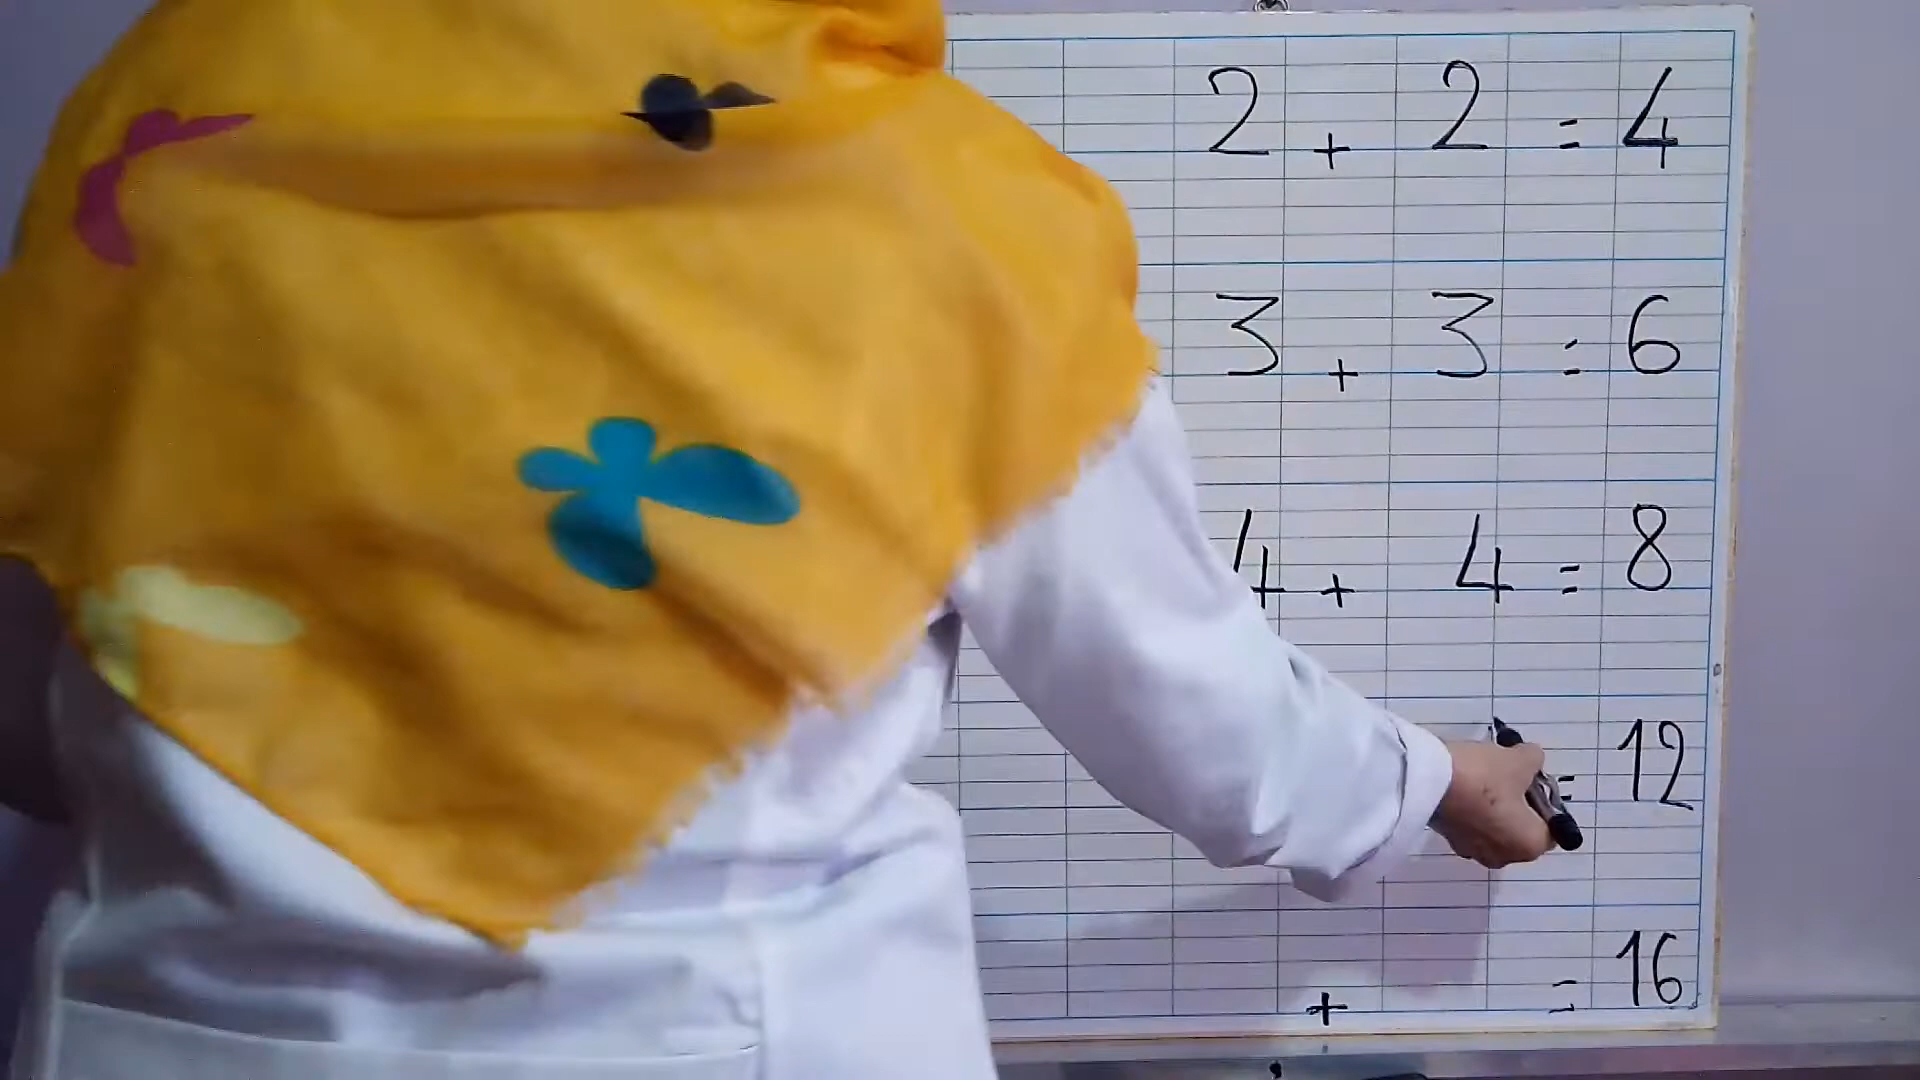 2 + 2 = 4
3 + 3 = 6
4 + 4 = 8
= 12
+ = 16